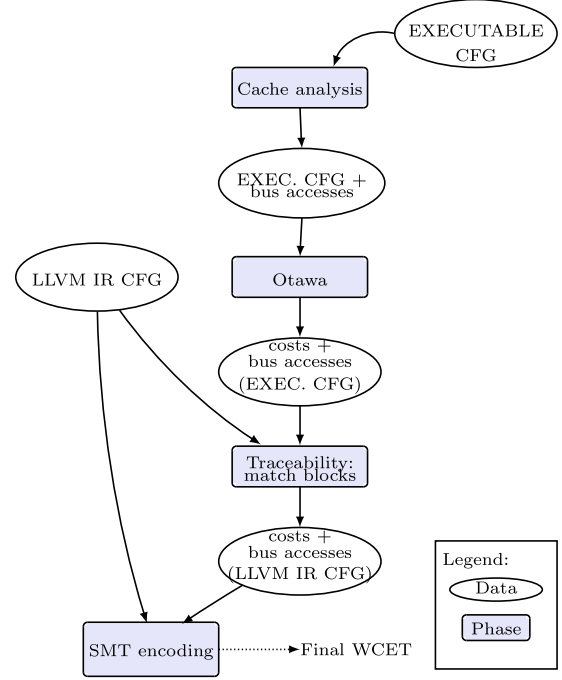 EXECUTABLE
CFG
Cache analysis
EXEC. CFG +
bus accesses
LLVM IR CFG
Otawa
costs +
bus accesses
(EXEC. CFG)
Traceability:
match blocks
costs +
bus accesses
(LLVM IR CFG)
Legend:
Data
Phase
SMT encoding
Final WCET